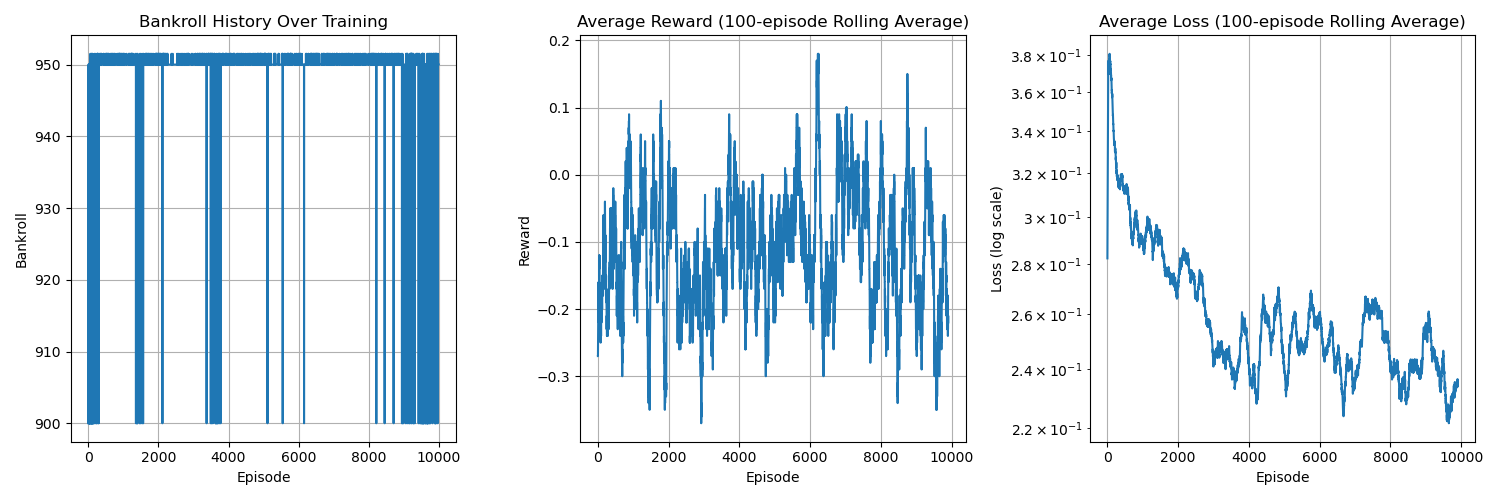 Bankroll History Over Training
Bankroll
950
940
930
920
910
900
0 2000 4000 6000 8000 10000
Episode
Average Reward (100-episode Rolling Average)
Reward
0.2
0.1
0.0
−0.1
−0.2
−0.3
0 2000 4000 6000 8000 10000
Episode
Average Loss (100-episode Rolling Average)
Loss (log scale)
3.8 × 10⁻¹
3.6 × 10⁻¹
3.4 × 10⁻¹
3.2 × 10⁻¹
3 × 10⁻¹
2.8 × 10⁻¹
2.6 × 10⁻¹
2.4 × 10⁻¹
2.2 × 10⁻¹
0 2000 4000 6000 8000 10000
Episode